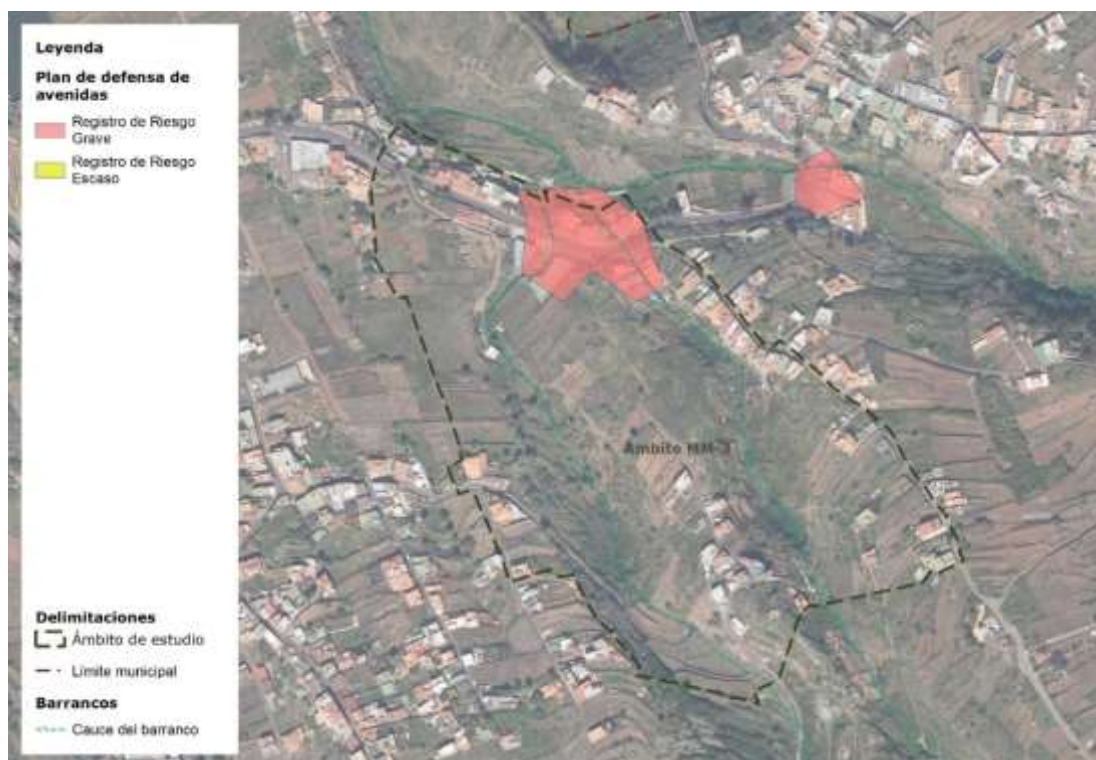 Leyenda
Plan de defensa de
avenidas
Registro de Riesgo
Grave
Registro de Riesgo
Escaso
Ámbito MM-3
Delimitaciones
Ámbito de estudio
Límite municipal
Barrancos
Cauce del barranco